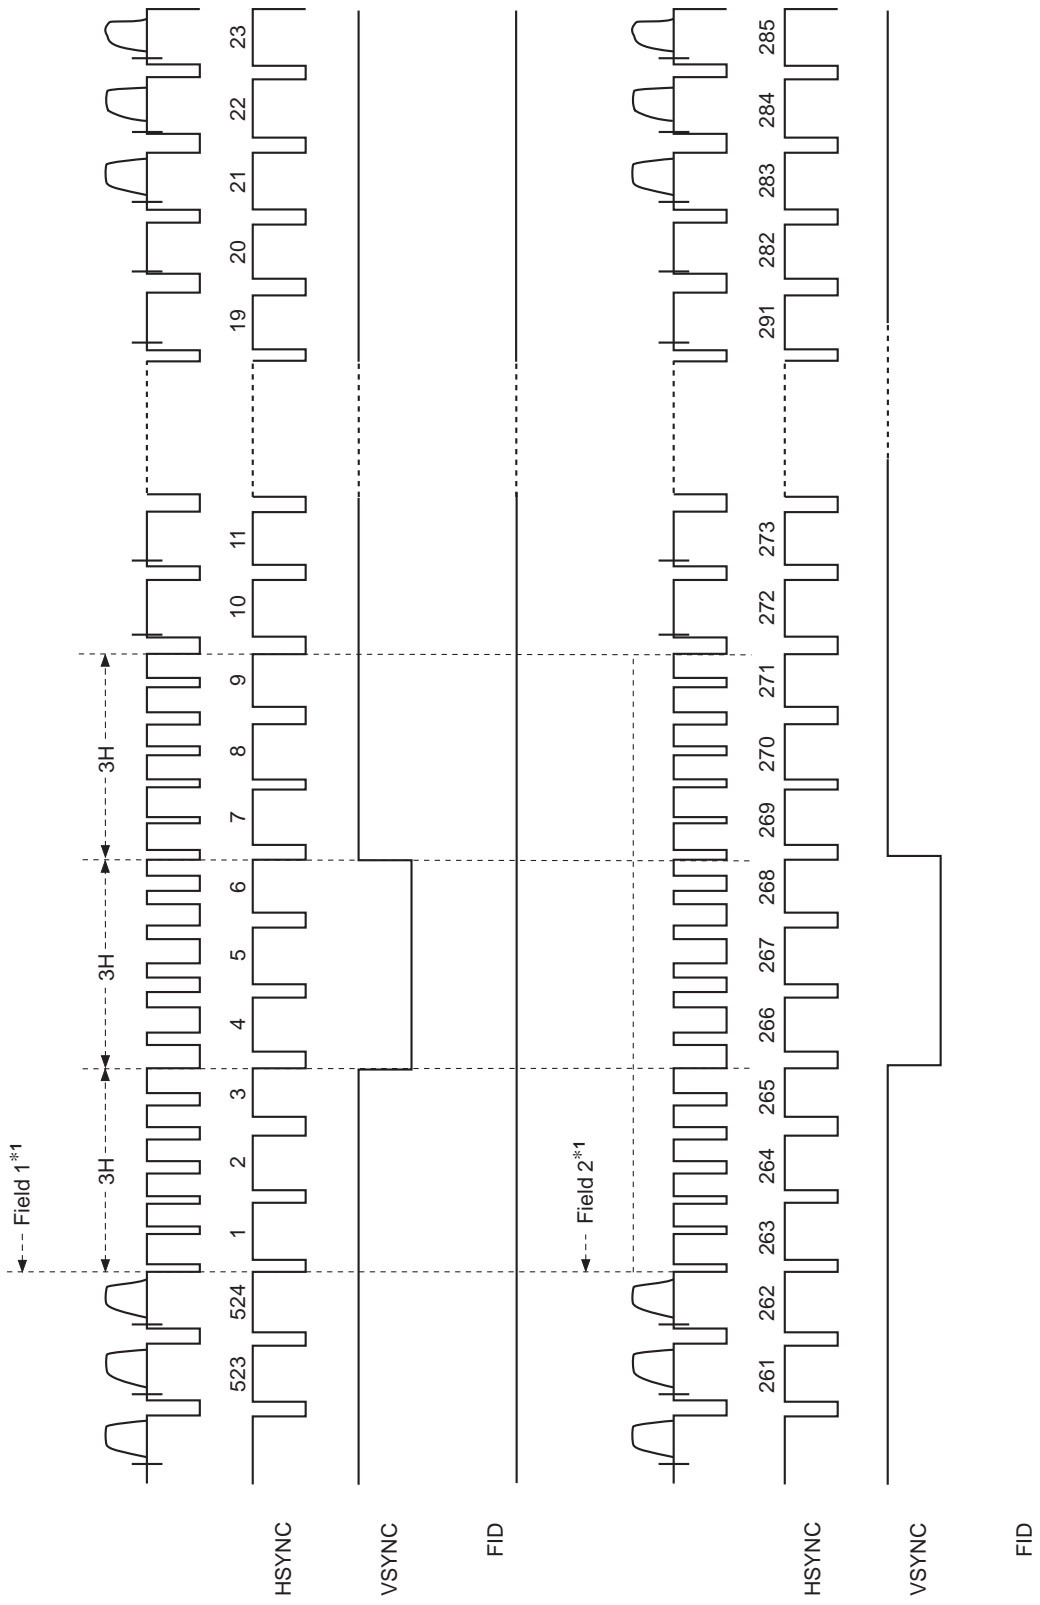 Field 1*1
3H 3H 3H
523 524 1 2 3 4 5 6 7 8 9 10 11 19 20 21 22 23
HSYNC
VSYNC
FID
Field 2*1
261 262 263 264 265 266 267 268 269 270 271 272 273 291 282 283 284 285
HSYNC
VSYNC
FID